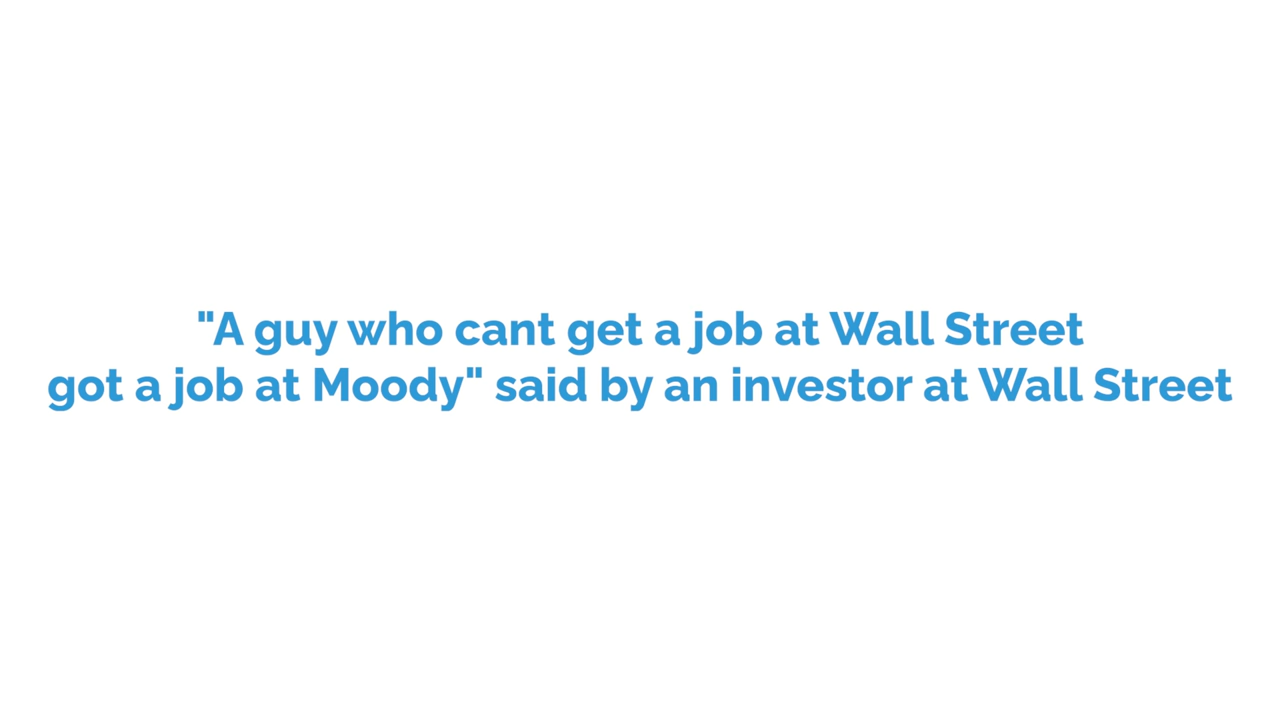 "A guy who cant get a job at Wall Street
got a job at Moody" said by an investor at Wall Street